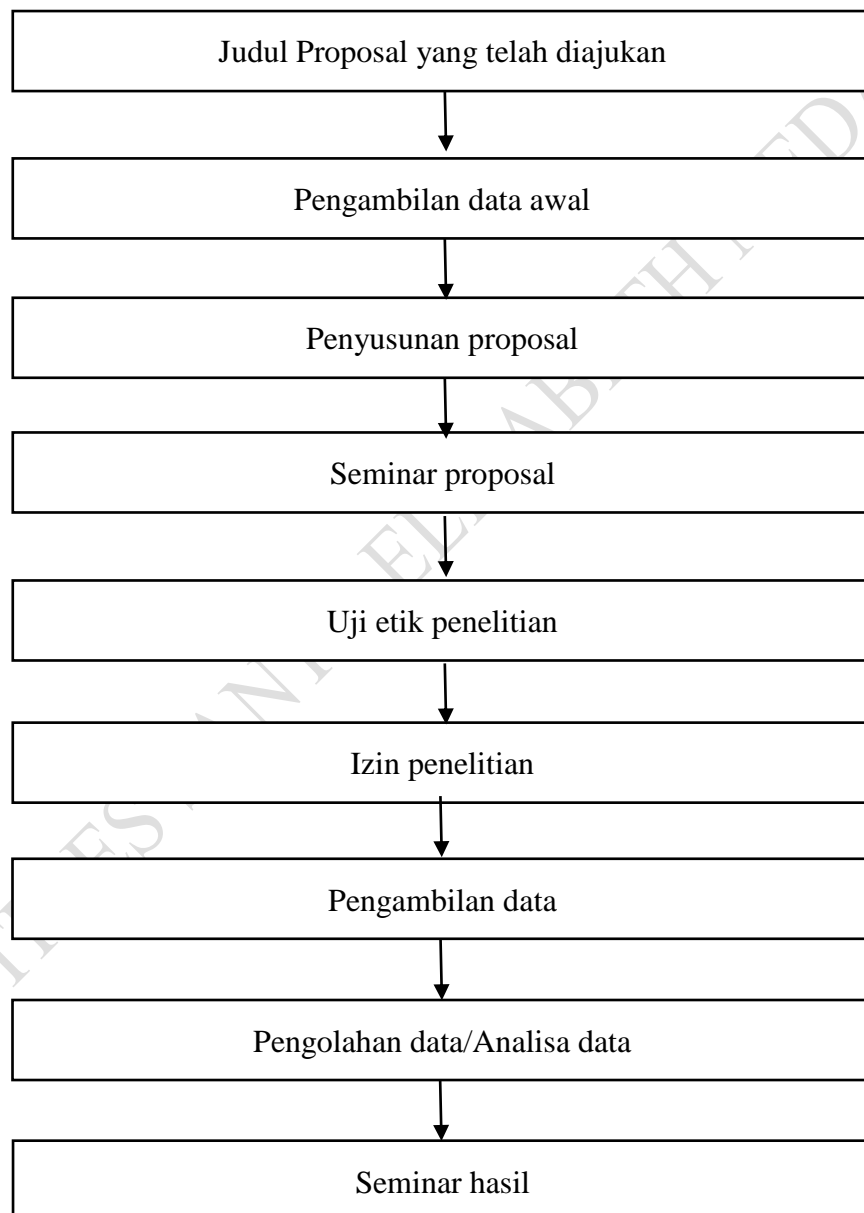 Judul Proposal yang telah diajukan
Pengambilan data awal
Penyusunan proposal
Seminar proposal
Uji etik penelitian
Izin penelitian
Pengambilan data
Pengolahan data/Analisa data
Seminar hasil